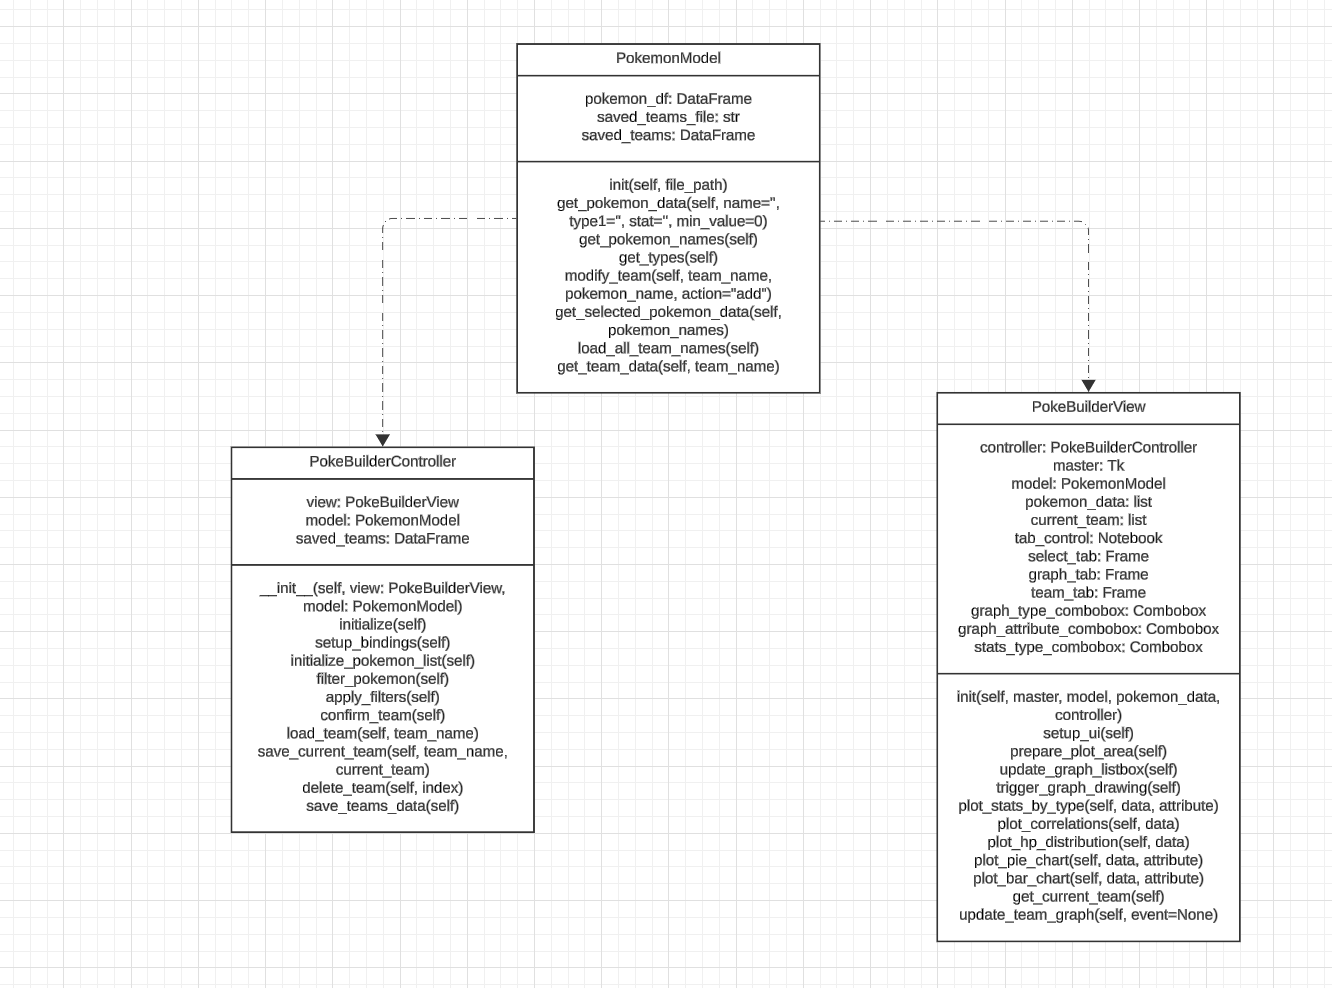 PokemonModel
pokemon_df: DataFrame
saved_teams_file: str
saved_teams: DataFrame
init(self, file_path)
get_pokemon_data(self, name='',
type1='', stat='', min_value=0)
get_pokemon_names(self)
get_types(self)
modify_team(self, team_name,
pokemon_name, action="add")
get_selected_pokemon_data(self,
pokemon_names)
load_all_team_names(self)
get_team_data(self, team_name)
PokeBuilderController
view: PokeBuilderView
model: PokemonModel
saved_teams: DataFrame
__init__(self, view: PokeBuilderView,
model: PokemonModel)
initialize(self)
setup_bindings(self)
initialize_pokemon_list(self)
filter_pokemon(self)
apply_filters(self)
confirm_team(self)
load_team(self, team_name)
save_current_team(self, team_name,
current_team)
delete_team(self, index)
save_teams_data(self)
PokeBuilderView
controller: PokeBuilderController
master: Tk
model: PokemonModel
pokemon_data: list
current_team: list
tab_control: Notebook
select_tab: Frame
graph_tab: Frame
team_tab: Frame
graph_type_combobox: Combobox
graph_attribute_combobox: Combobox
stats_type_combobox: Combobox
init(self, master, model, pokemon_data,
controller)
setup_ui(self)
prepare_plot_area(self)
update_graph_listbox(self)
trigger_graph_drawing(self)
plot_stats_by_type(self, data, attribute)
plot_correlations(self, data)
plot_hp_distribution(self, data)
plot_pie_chart(self, data, attribute)
plot_bar_chart(self, data, attribute)
get_current_team(self)
update_team_graph(self, event=None)